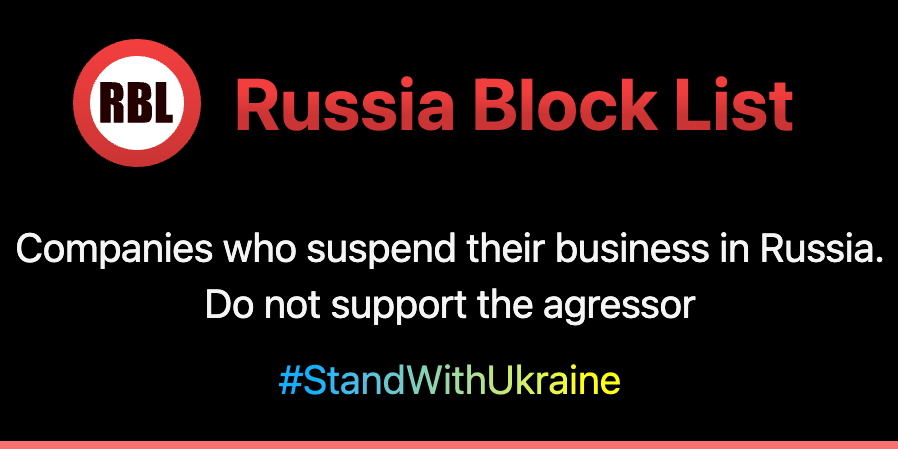 RBL
Russia Block List
Companies who suspend their business in Russia.
Do not support the agressor
#StandWithUkraine